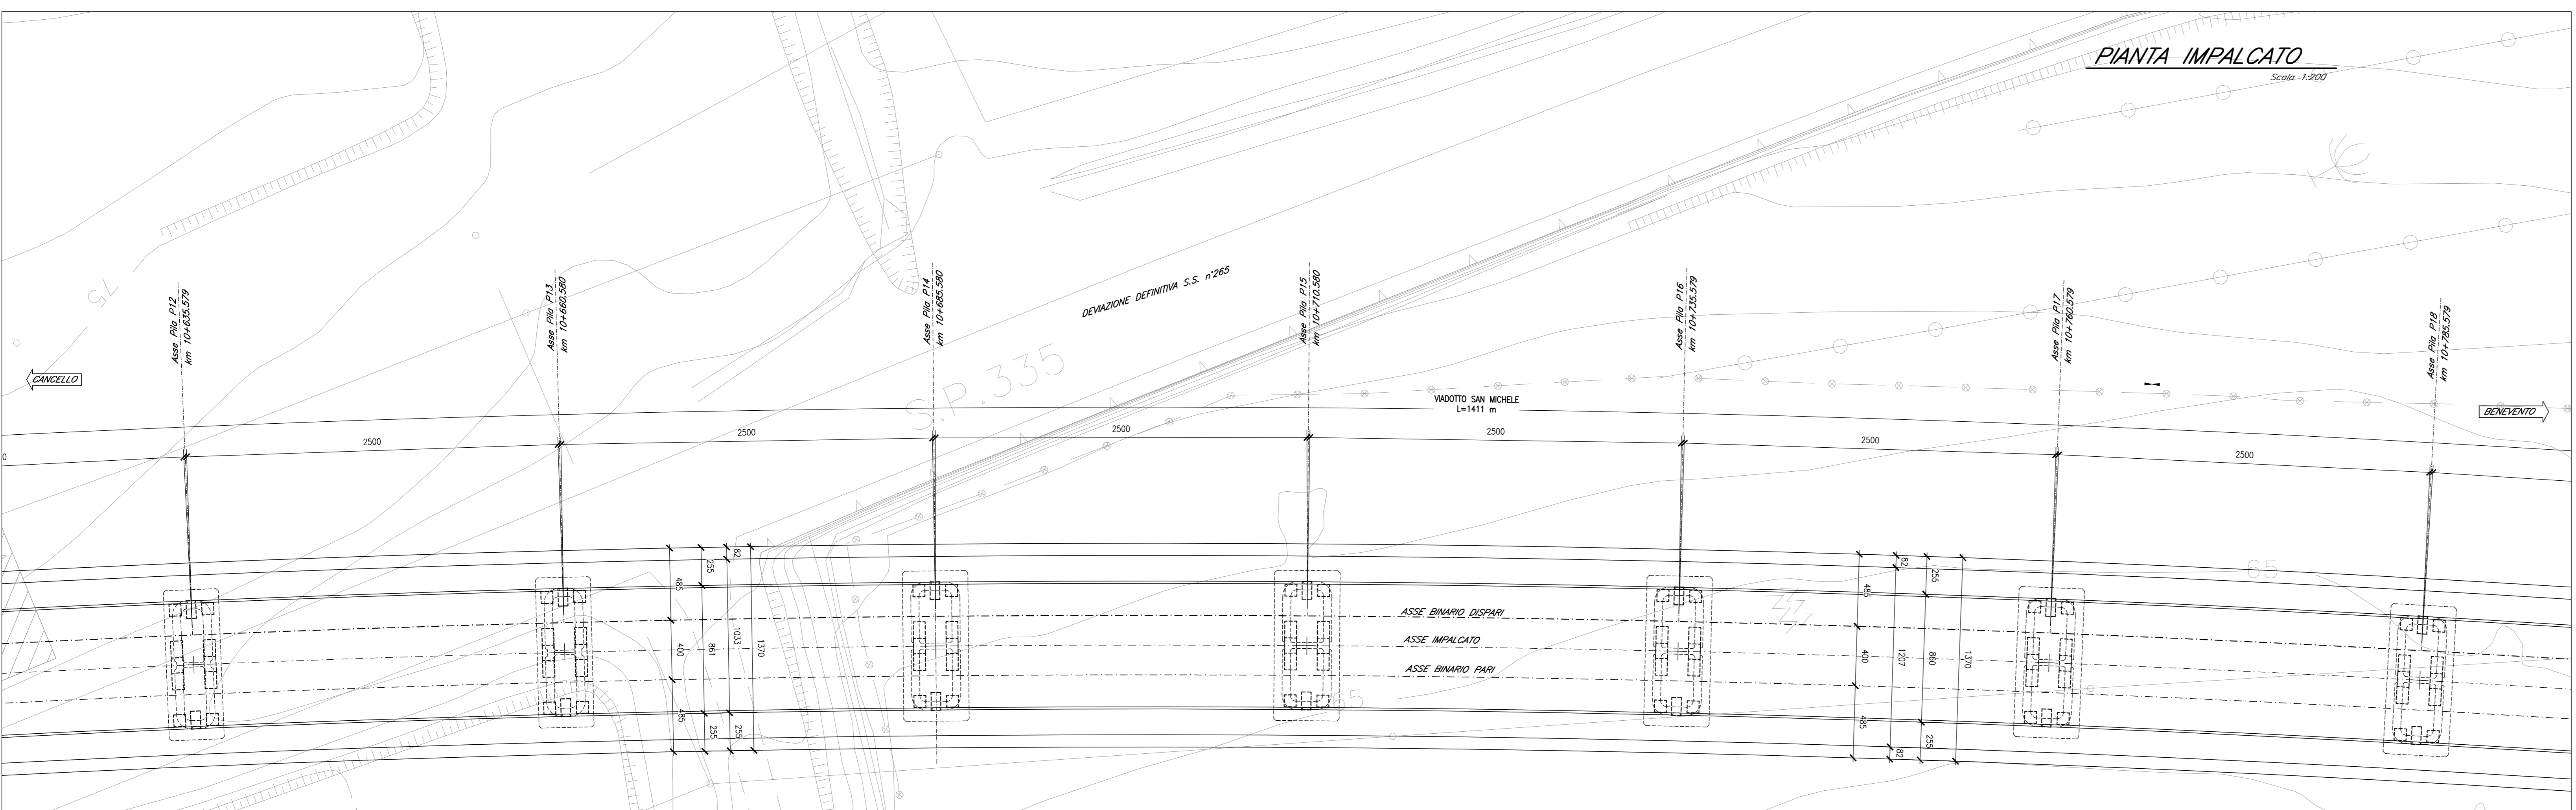 PIANTA IMPALCATO
Scala 1:200
75
Asse Pila P12
km 10+635.579
Asse Pila P13
km 10+660.580
Asse Pila P14
km 10+685.580
DEVIAZIONE DEFINITIVA S.S. n°265
Asse Pila P15
km 10+710.580
Asse Pila P16
km 10+735.579
Asse Pila P17
km 10+760.579
Asse Pila P18
km 10+785.579
S.P. 335
CANCELLO
VIADOTTO SAN MICHELE
L=1411 m
BENEVENTO
0
2500
2500
2500
2500
2500
2500
485
400
485
255
861
255
82
1033
255
1370
485
400
485
82
1207
82
255
860
255
1370
ASSE BINARIO DISPARI
ASSE IMPALCATO
ASSE BINARIO PARI
65
65